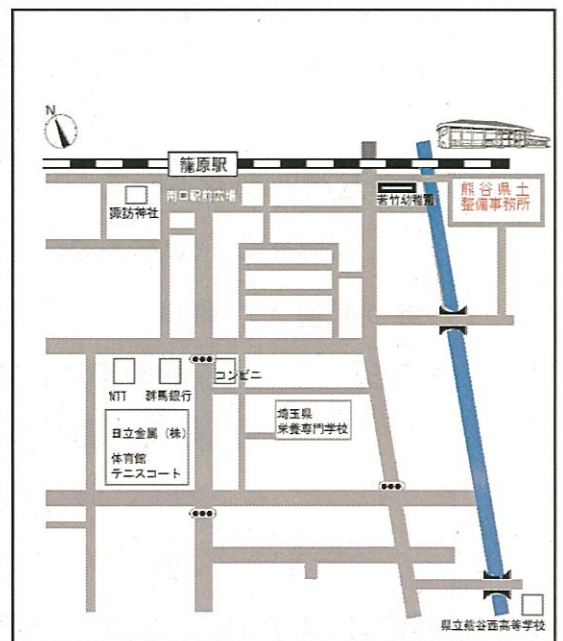 N
籠原駅
南口駅前広場
諏訪神社
若竹幼稚園
熊谷県土
整備事務所
NTT
群馬銀行
コンビニ
日立金属（株）
体育館
テニスコート
埼玉県
栄養専門学校
県立熊谷西高等学校